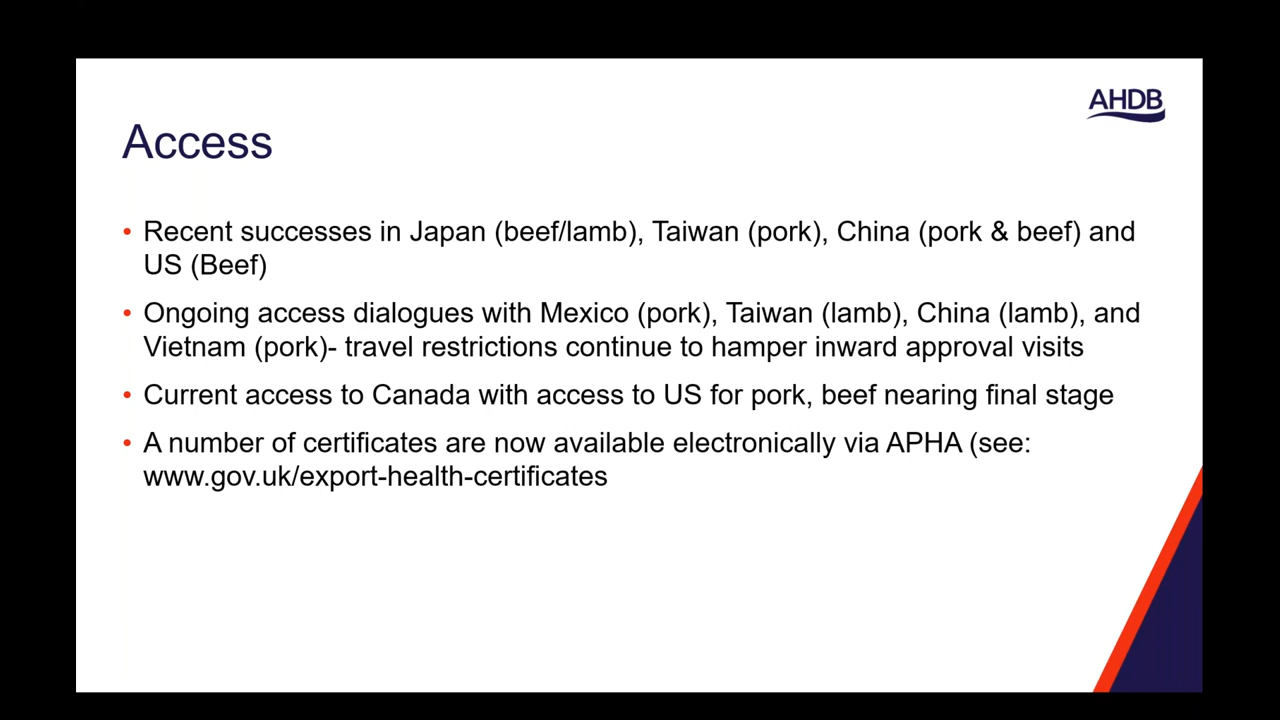 AHDB
Access
• Recent successes in Japan (beef/lamb), Taiwan (pork), China (pork & beef) and
US (Beef)
• Ongoing access dialogues with Mexico (pork), Taiwan (lamb), China (lamb), and
Vietnam (pork)- travel restrictions continue to hamper inward approval visits
• Current access to Canada with access to US for pork, beef nearing final stage
• A number of certificates are now available electronically via APHA (see:
www.gov.uk/export-health-certificates